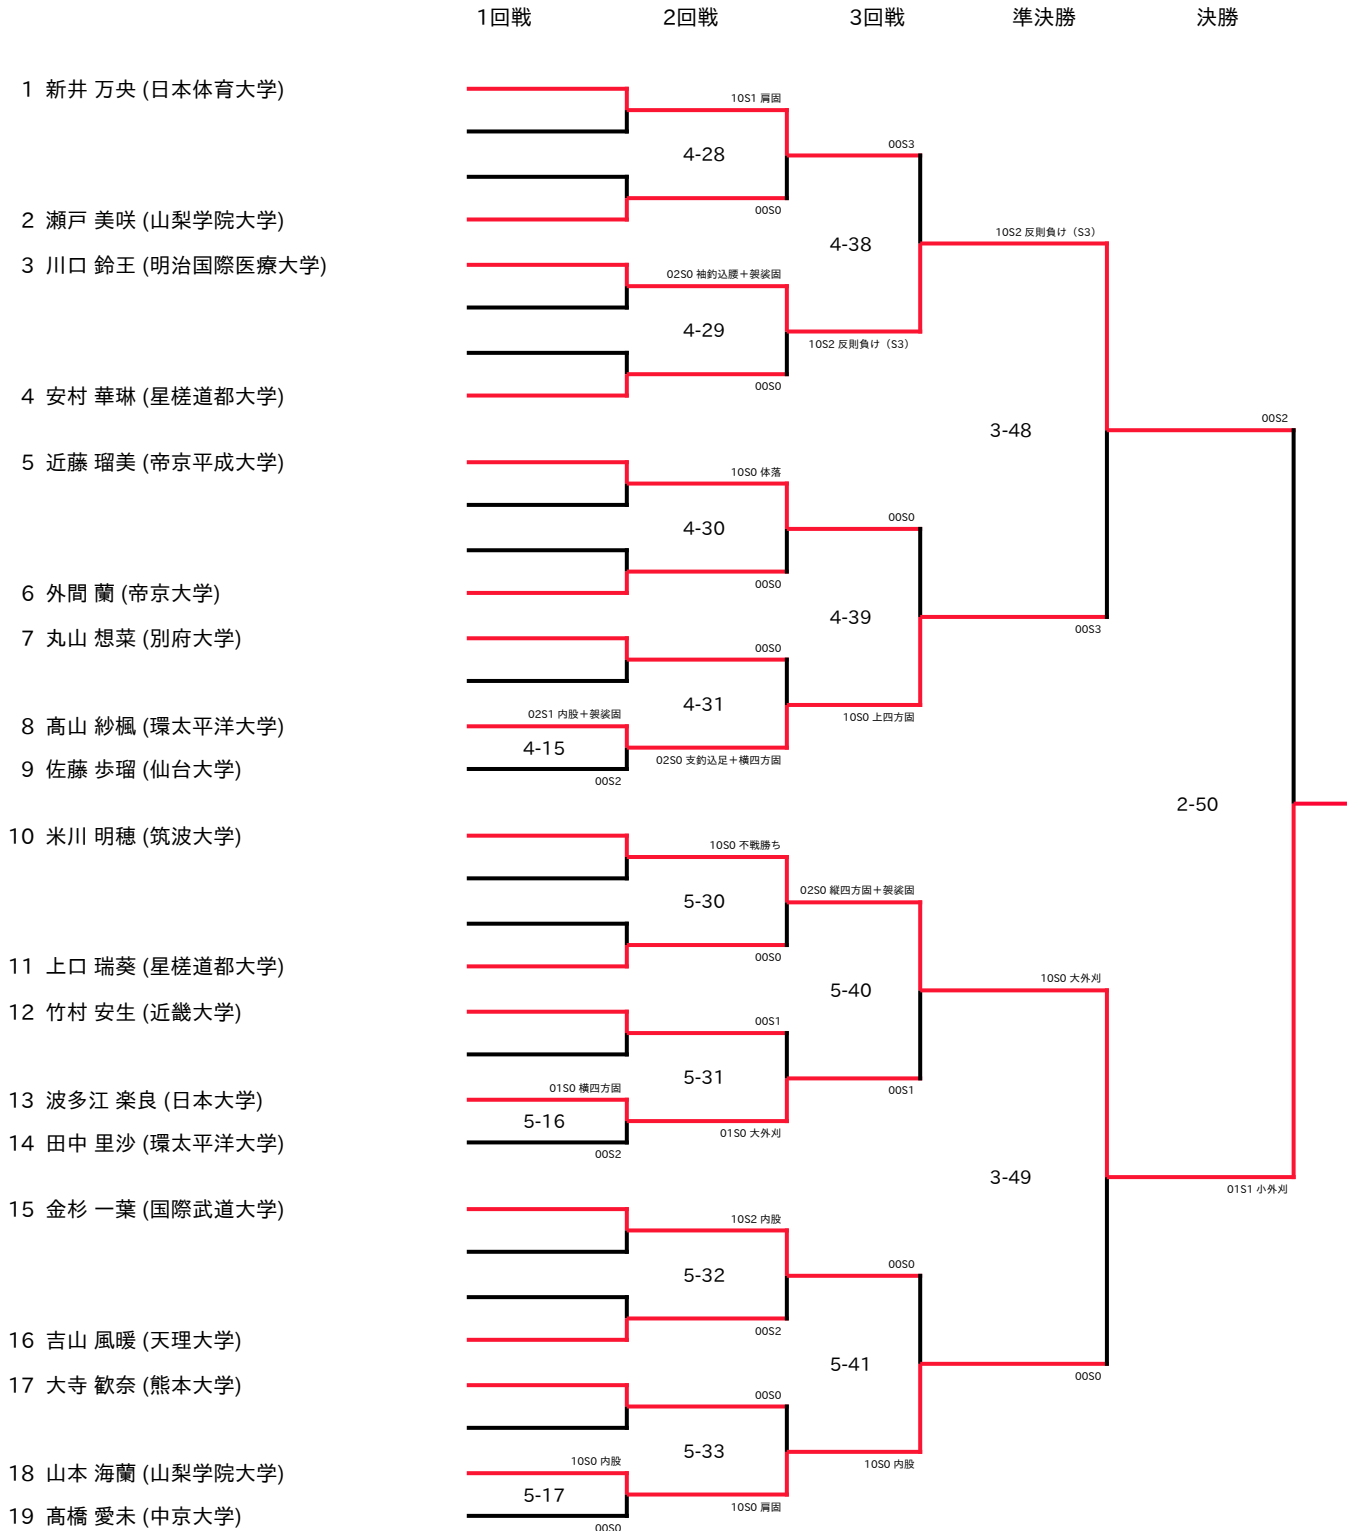 1回戦 2回戦 3回戦 準決勝 決勝
1 新井 万央 (日本体育大学)
10S1 肩固
00S3
4-28
2 瀬戸 美咲 (山梨学院大学)
00S0
10S2 反則負け（S3）
4-38
3 川口 鈴王 (明治国際医療大学)
02S0 袖釣込腰＋袈裟固
4-29
10S2 反則負け（S3）
00S0
4 安村 華琳 (星槎道都大学)
00S2
3-48
5 近藤 瑠美 (帝京平成大学)
10S0 体落
00S0
4-30
00S0
6 外間 蘭 (帝京大学)
4-39
00S3
7 丸山 想菜 (別府大学)
00S0
4-31
02S1 内股＋袈裟固
10S0 上四方固
8 髙山 紗楓 (環太平洋大学)
4-15
02S0 支釣込足＋横四方固
9 佐藤 歩瑠 (仙台大学)
00S2
2-50
10 米川 明穂 (筑波大学)
10S0 不戦勝ち
02S0 縦四方固＋袈裟固
5-30
00S0
11 上口 瑞葵 (星槎道都大学)
10S0 大外刈
5-40
12 竹村 安生 (近畿大学)
00S1
5-31
01S0 横四方固
00S1
13 波多江 楽良 (日本大学)
5-16
01S0 大外刈
14 田中 里沙 (環太平洋大学)
00S2
3-49
01S1 小外刈
15 金杉 一葉 (国際武道大学)
10S2 内股
00S0
5-32
00S2
16 吉山 風暖 (天理大学)
5-41
00S0
17 大寺 歓奈 (熊本大学)
00S0
5-33
10S0 内股
10S0 内股
18 山本 海蘭 (山梨学院大学)
5-17
10S0 肩固
19 髙橋 愛未 (中京大学)
00S0